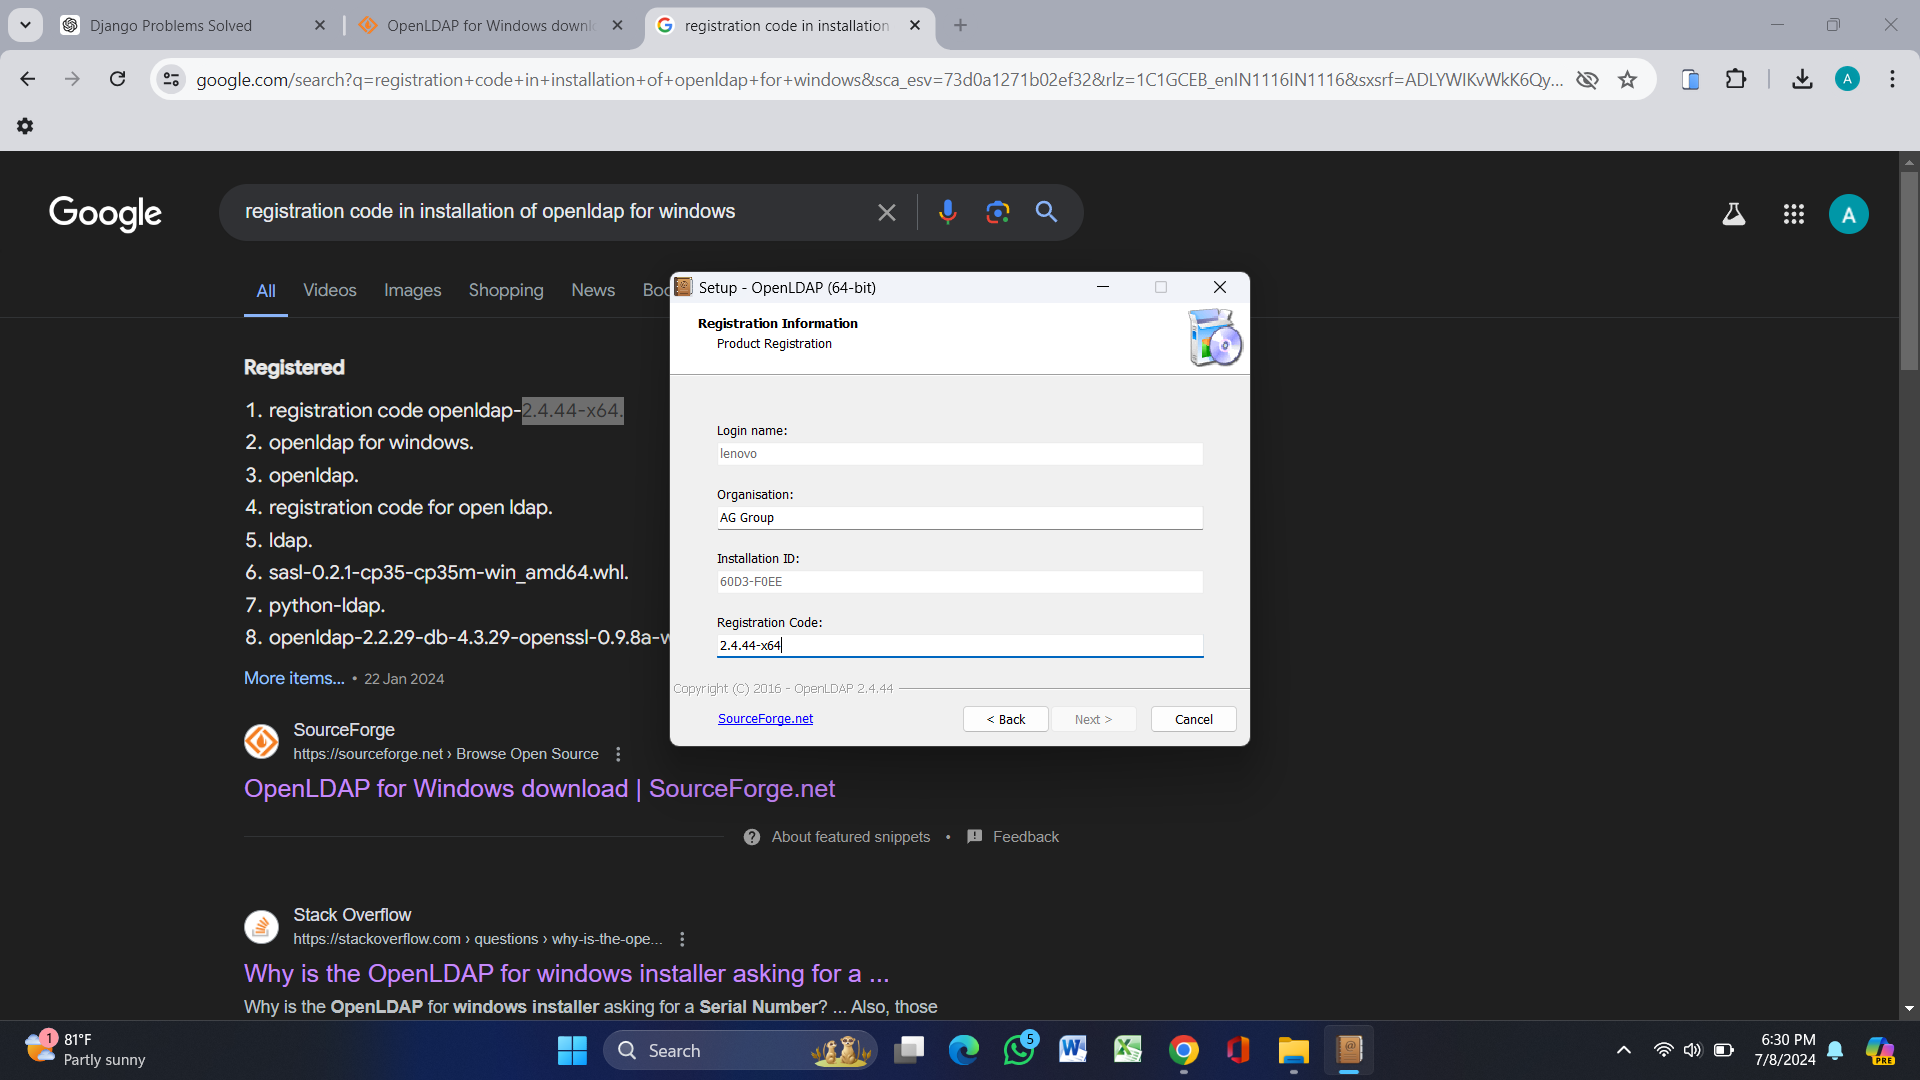 Django Problems Solved
OpenLDAP for Windows downl
registration code in installation
google.com/search?q=registration+code+in+installation+of+openldap+for+windows&sca_esv=73d0a1271b02ef32&rlz=1C1GCEB_enIN1116IN1116&sxsrf=ADLYWIKvWkK6Qy...
A
Google
registration code in installation of openldap for windows
A
All
Videos
Images
Shopping
News
Boo
Registered
1. registration code openldap-2.4.44-x64.
2. openldap for windows.
3. openldap.
4. registration code for open ldap.
5. ldap.
6. sasl-0.2.1-cp35-cp35m-win_amd64.whl.
7. python-ldap.
8. openldap-2.2.29-db-4.3.29-openssl-0.9.8a-w
More items... • 22 Jan 2024
SourceForge
https://sourceforge.net › Browse Open Source
OpenLDAP for Windows download | SourceForge.net
About featured snippets • Feedback
Stack Overflow
https://stackoverflow.com › questions › why-is-the-ope...
Why is the OpenLDAP for windows installer asking for a ...
Why is the OpenLDAP for windows installer asking for a Serial Number? ... Also, those
Setup - OpenLDAP (64-bit)
Registration Information
Product Registration
Login name:
lenovo
Organisation:
AG Group
Installation ID:
60D3-F0EE
Registration Code:
2.4.44-x64
Copyright (C) 2016 - OpenLDAP 2.4.44
SourceForge.net
< Back
Next >
Cancel
1
81°F
Partly sunny
Search
5
6:30 PM
7/8/2024
PRE